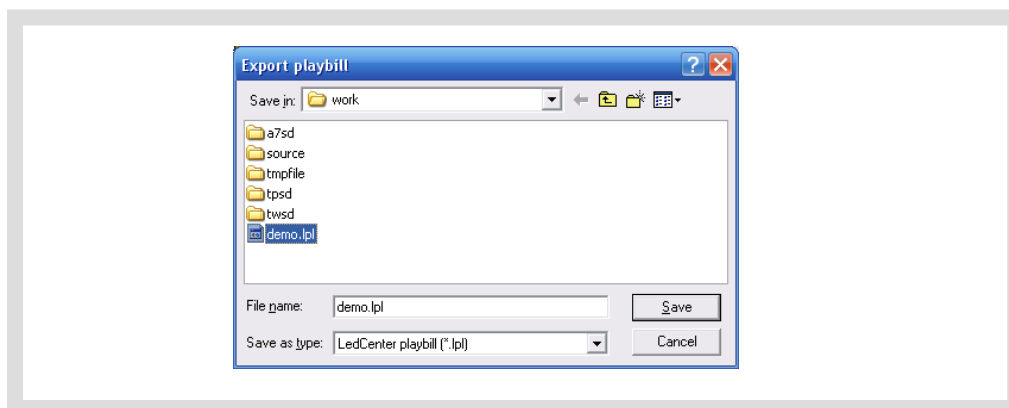 Export playbill
Save in: work
a7sd
source
tmpfile
tpsd
twsd
demo.lpl
File name: demo.lpl Save
Save as type: LedCenter playbill (*.lpl) Cancel